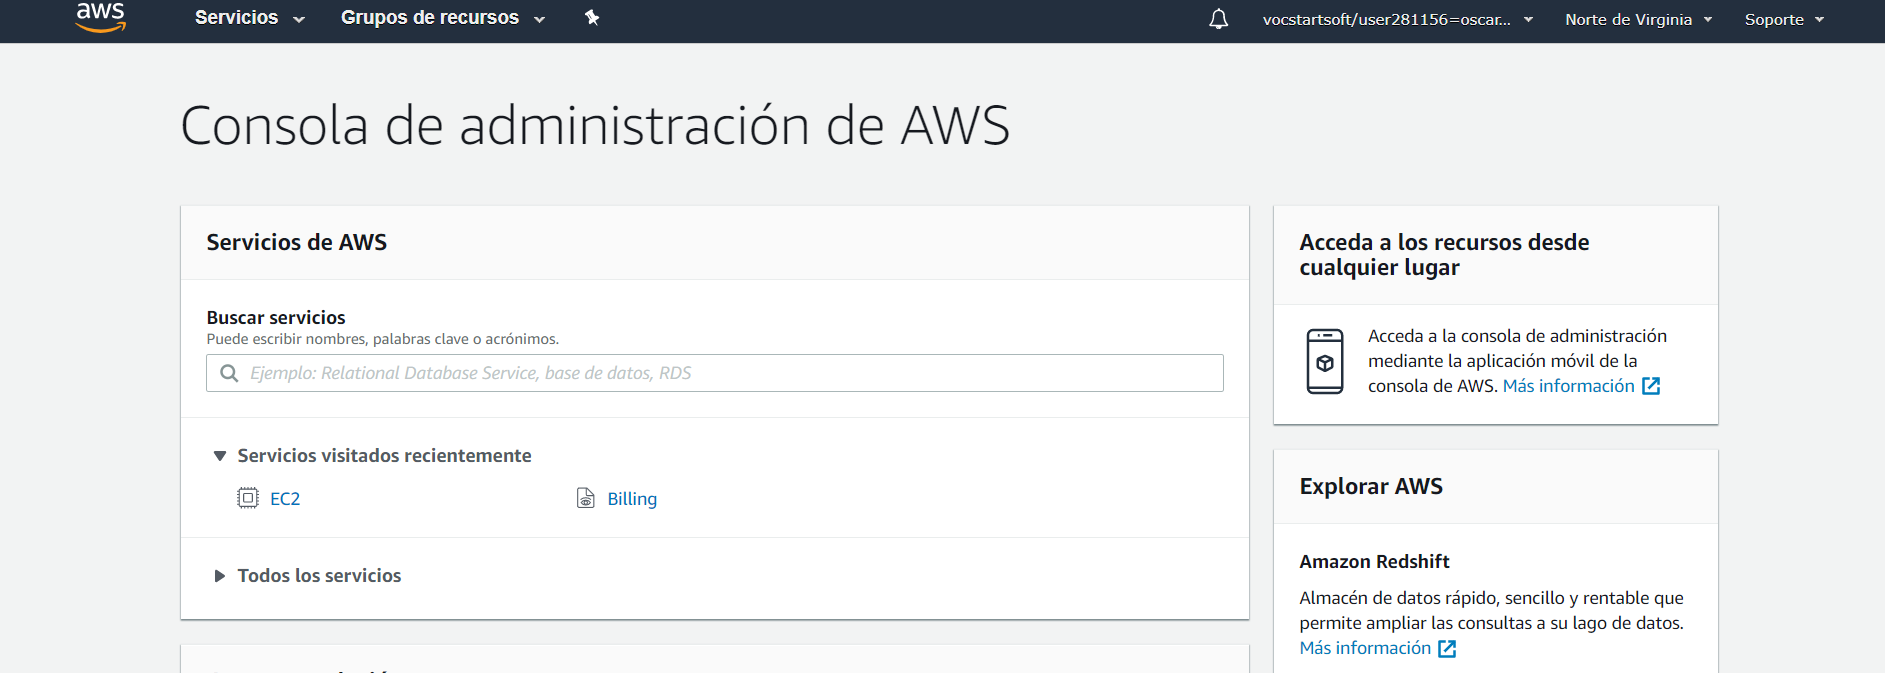 aws Servicios Grupos de recursos vocstartsoft/user281156=oscar... Norte de Virginia Soporte
Consola de administración de AWS
Servicios de AWS
Buscar servicios
Puede escribir nombres, palabras clave o acrónimos.
Ejemplo: Relational Database Service, base de datos, RDS
Servicios visitados recientemente
EC2 Billing
Todos los servicios
Acceda a los recursos desde
cualquier lugar
Acceda a la consola de administración
mediante la aplicación móvil de la
consola de AWS. Más información
Explorar AWS
Amazon Redshift
Almacén de datos rápido, sencillo y rentable que
permite ampliar las consultas a su lago de datos.
Más información